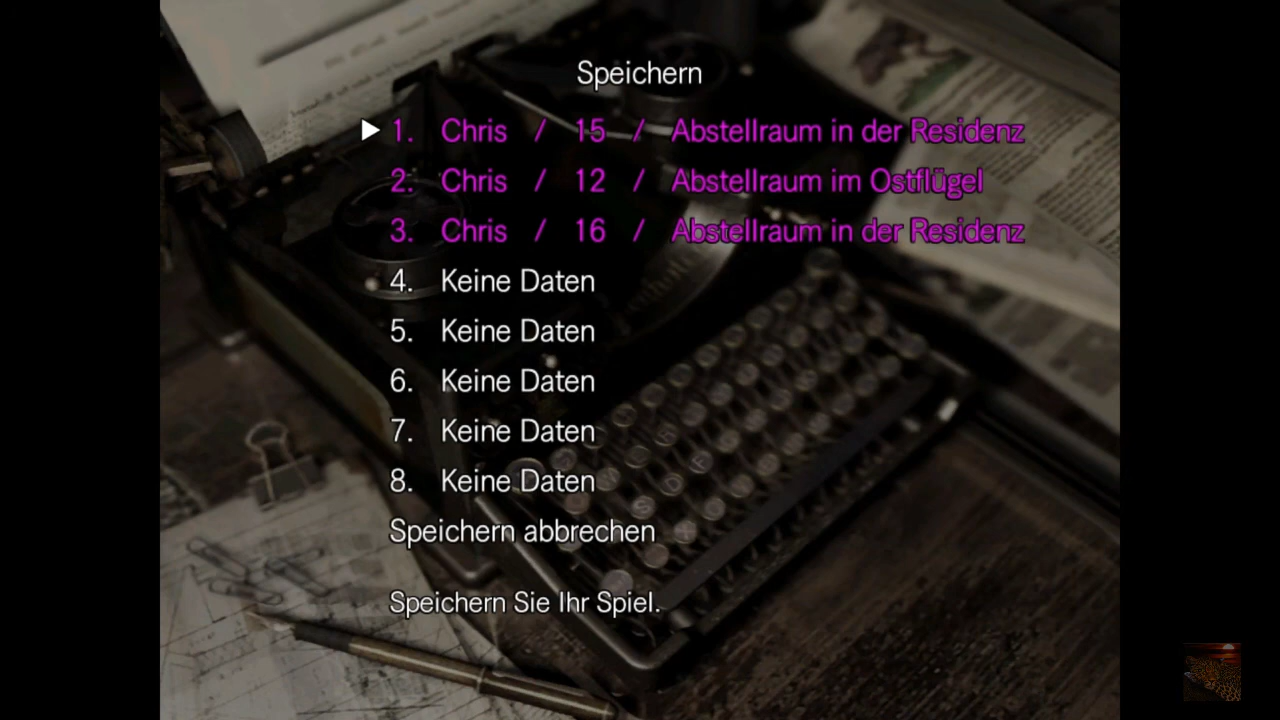 Speichern
1. Chris / 15 / Abstellraum in der Residenz
2. Chris / 12 / Abstellraum im Ostflügel
3. Chris / 16 / Abstellraum in der Residenz
4. Keine Daten
5. Keine Daten
6. Keine Daten
7. Keine Daten
8. Keine Daten
Speichern abbrechen
Speichern Sie Ihr Spiel.